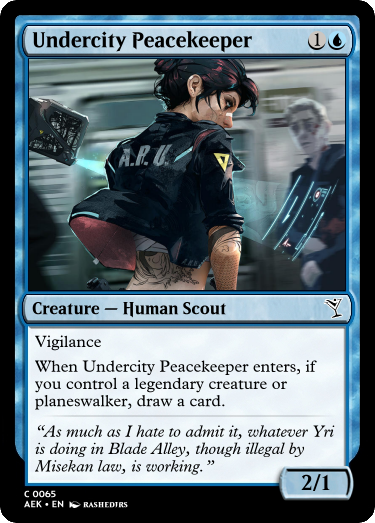 Undercity Peacekeeper 1
A.R.U.
Creature — Human Scout
Vigilance
When Undercity Peacekeeper enters, if
you control a legendary creature or
planeswalker, draw a card.
“As much as I hate to admit it, whatever Yri
is doing in Blade Alley, though illegal by
Misekan law, is working.”
2/1
C 0065
AEK • EN RASHEDJRS